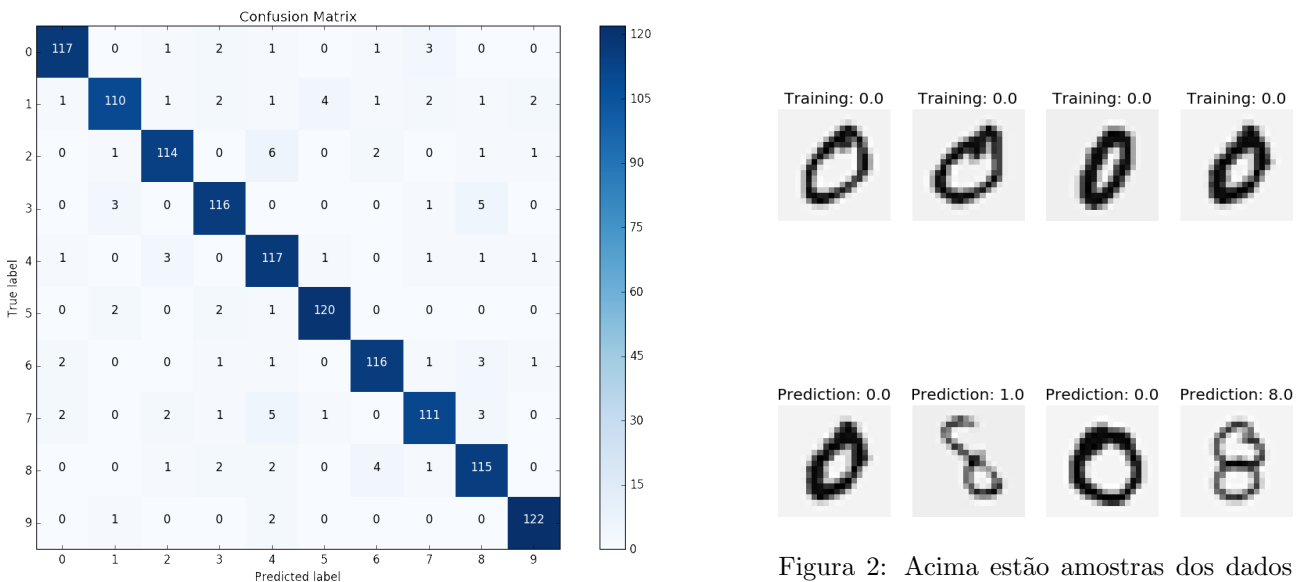 Confusion Matrix
True label
0 117 0 1 2 1 0 1 3 0 0
1 1 110 1 2 1 4 1 2 1 2
2 0 1 114 0 6 0 2 0 1 1
3 0 3 0 116 0 0 0 1 5 0
4 1 0 3 0 117 1 0 1 1 1
5 0 2 0 2 1 120 0 0 0 0
6 2 0 0 1 1 0 116 1 3 1
7 2 0 2 1 5 1 0 111 3 0
8 0 0 1 2 2 0 4 1 115 0
9 0 1 0 0 2 0 0 0 0 122
0 1 2 3 4 5 6 7 8 9
Predicted label
120
105
90
75
60
45
30
15
0
Training: 0.0 Training: 0.0 Training: 0.0 Training: 0.0
Prediction: 0.0 Prediction: 1.0 Prediction: 0.0 Prediction: 8.0
Figura 2: Acima estão amostras dos dados